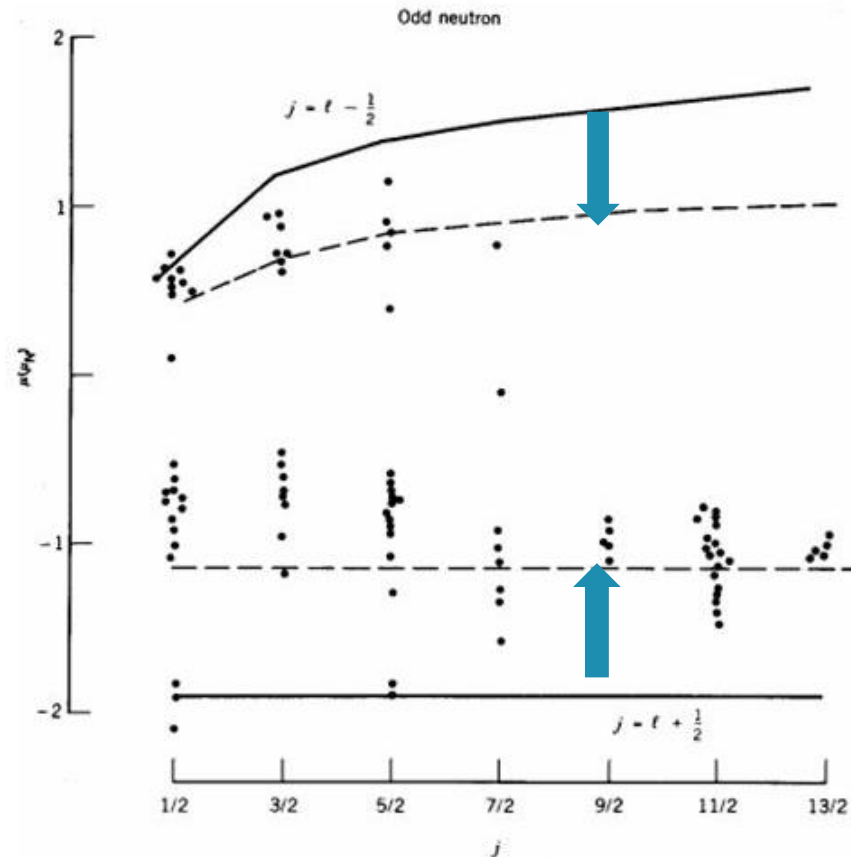 Odd neutron
2
j = ℓ − 1/2
1
μ(μN)
-1
-2
j = ℓ + 1/2
1/2 3/2 5/2 7/2 9/2 11/2 13/2
j